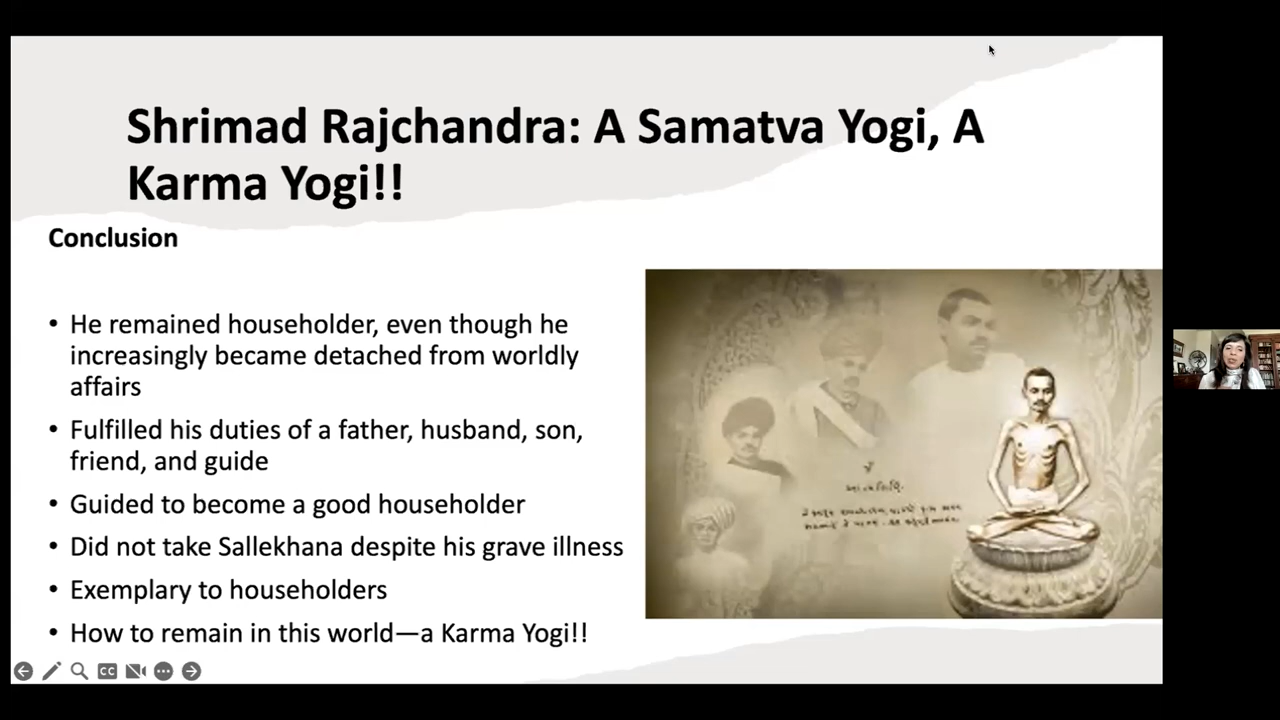 Shrimad Rajchandra: A Samatva Yogi, A
Karma Yogi!!
Conclusion
• He remained householder, even though he
increasingly became detached from worldly
affairs
• Fulfilled his duties of a father, husband, son,
friend, and guide
• Guided to become a good householder
• Did not take Sallekhana despite his grave illness
• Exemplary to householders
• How to remain in this world—a Karma Yogi!!
CC